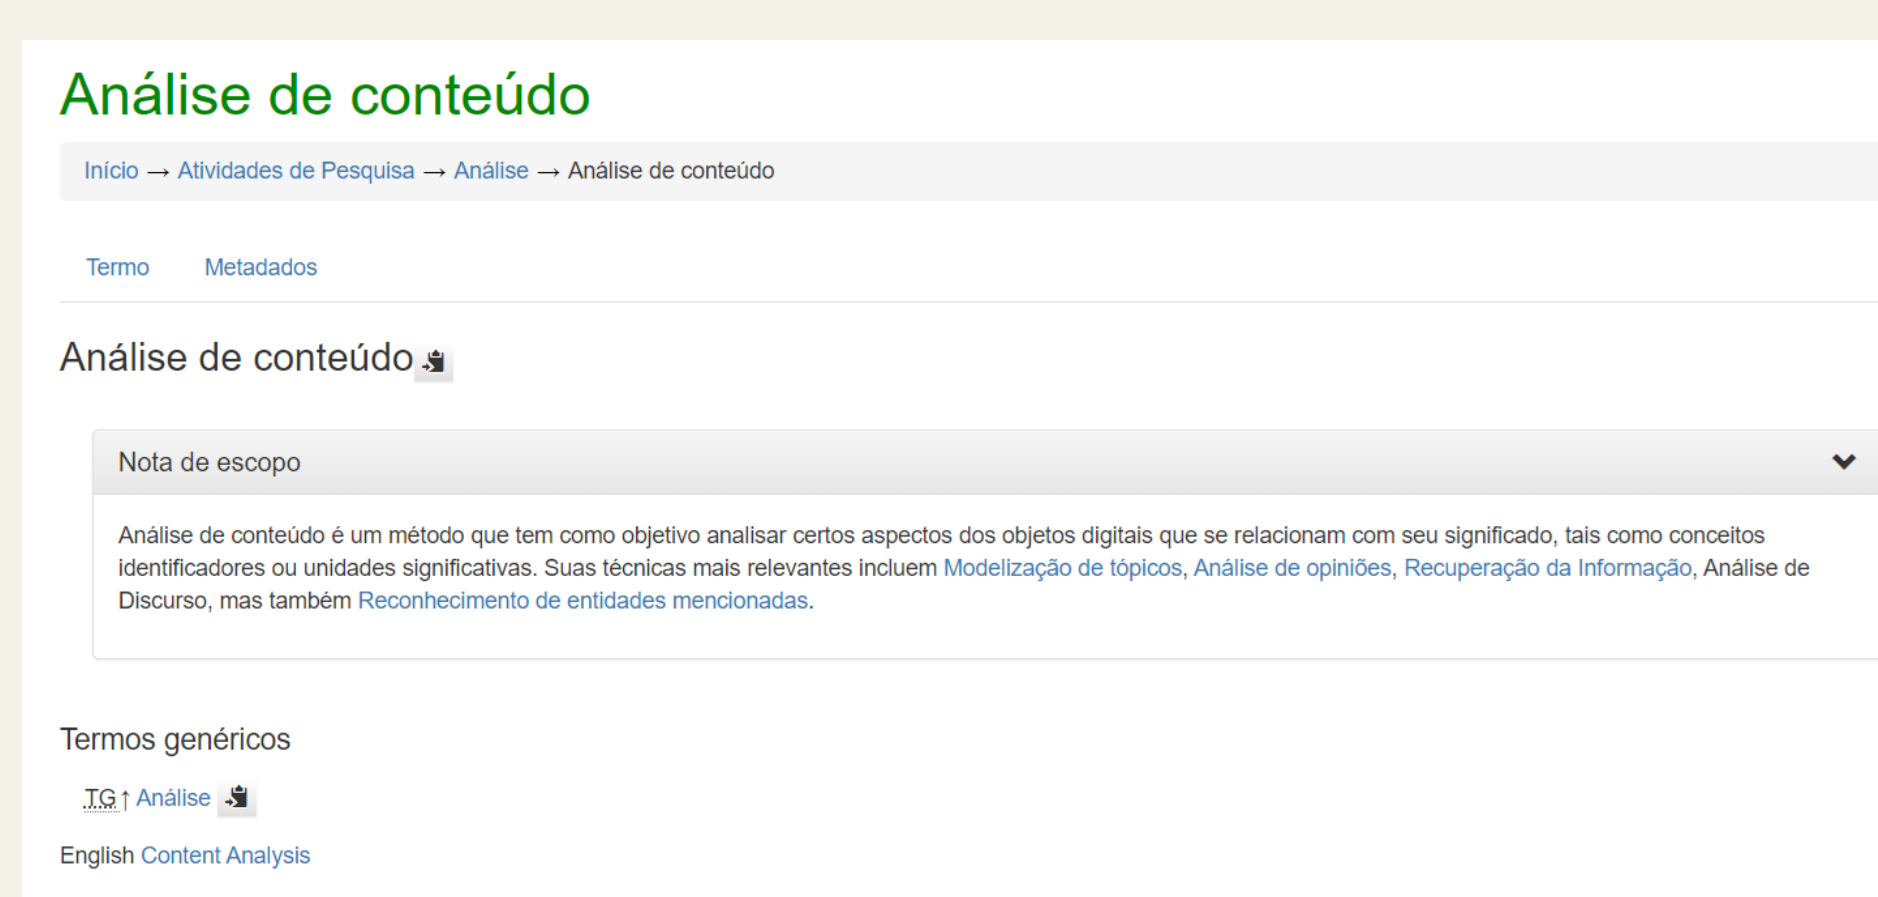 Análise de conteúdo
Início → Atividades de Pesquisa → Análise → Análise de conteúdo
Termo Metadados
Análise de conteúdo
Nota de escopo
Análise de conteúdo é um método que tem como objetivo analisar certos aspectos dos objetos digitais que se relacionam com seu significado, tais como conceitos
identificadores ou unidades significativas. Suas técnicas mais relevantes incluem Modelização de tópicos, Análise de opiniões, Recuperação da Informação, Análise de
Discurso, mas também Reconhecimento de entidades mencionadas.
Termos genéricos
TG↑ Análise
English Content Analysis